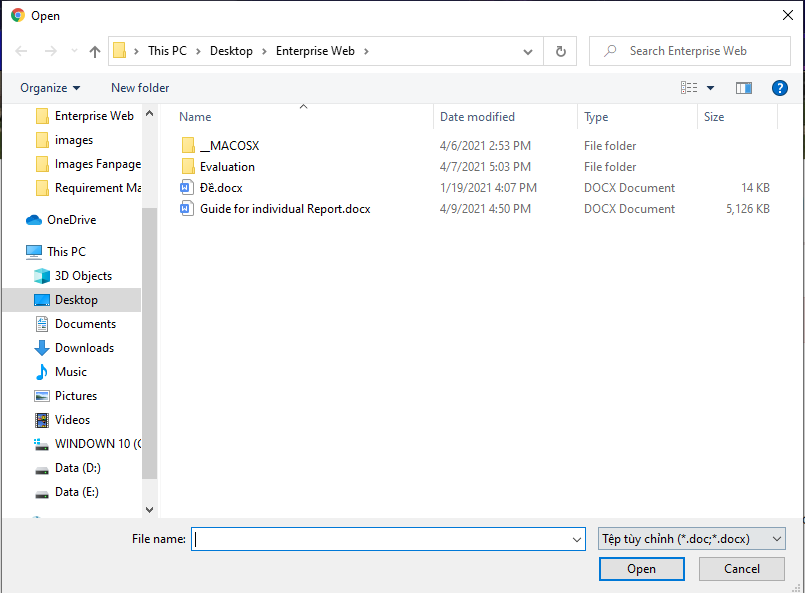 Open
This PC > Desktop > Enterprise Web >
Search Enterprise Web
Organize
New folder
Enterprise Web
images
Images Fanpage
Requirement Ma
OneDrive
This PC
3D Objects
Desktop
Documents
Downloads
Music
Pictures
Videos
WINDOWN 10 (C
Data (D:)
Data (E:)
Name Date modified Type Size
__MACOSX 4/6/2021 2:53 PM File folder
Evaluation 4/7/2021 5:03 PM File folder
Đề.docx 1/19/2021 4:07 PM DOCX Document 14 KB
Guide for individual Report.docx 4/9/2021 4:50 PM DOCX Document 5,126 KB
File name:
Tệp tùy chỉnh (*.doc;*.docx)
Open
Cancel